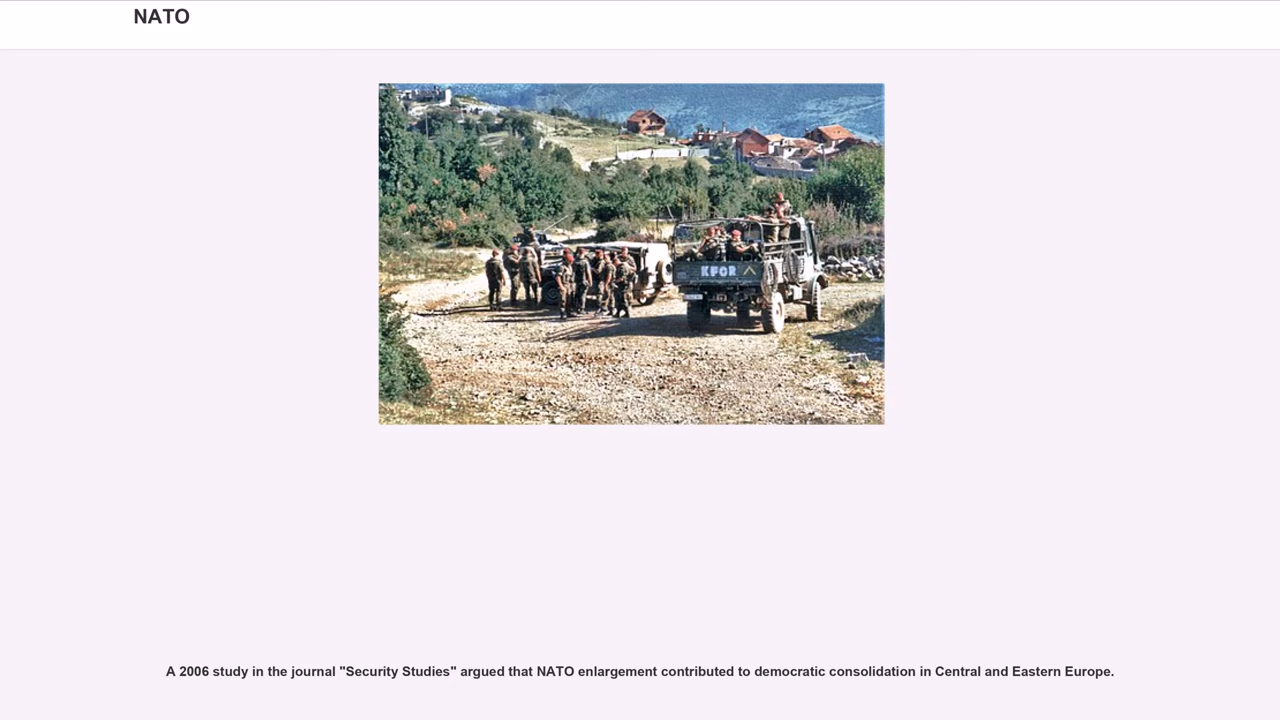 NATO
KFOR
A 2006 study in the journal "Security Studies" argued that NATO enlargement contributed to democratic consolidation in Central and Eastern Europe.